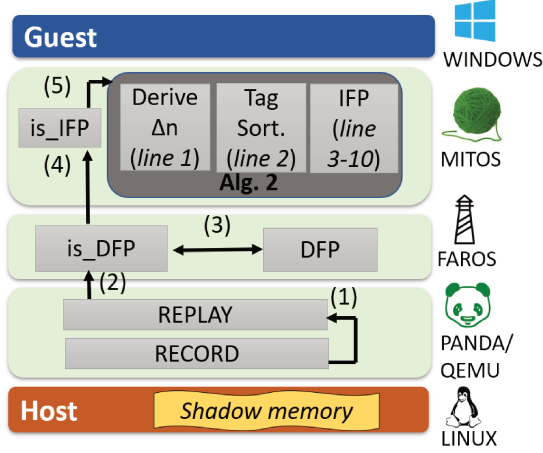 Guest
WINDOWS
(5)
is_IFP
(4)
Derive
Δn
(line 1)
Tag
Sort.
(line 2)
IFP
(line
3-10)
Alg. 2
MITOS
is_DFP
(3)
DFP
FAROS
(2)
(1)
REPLAY
RECORD
PANDA/
QEMU
Host
Shadow memory
LINUX